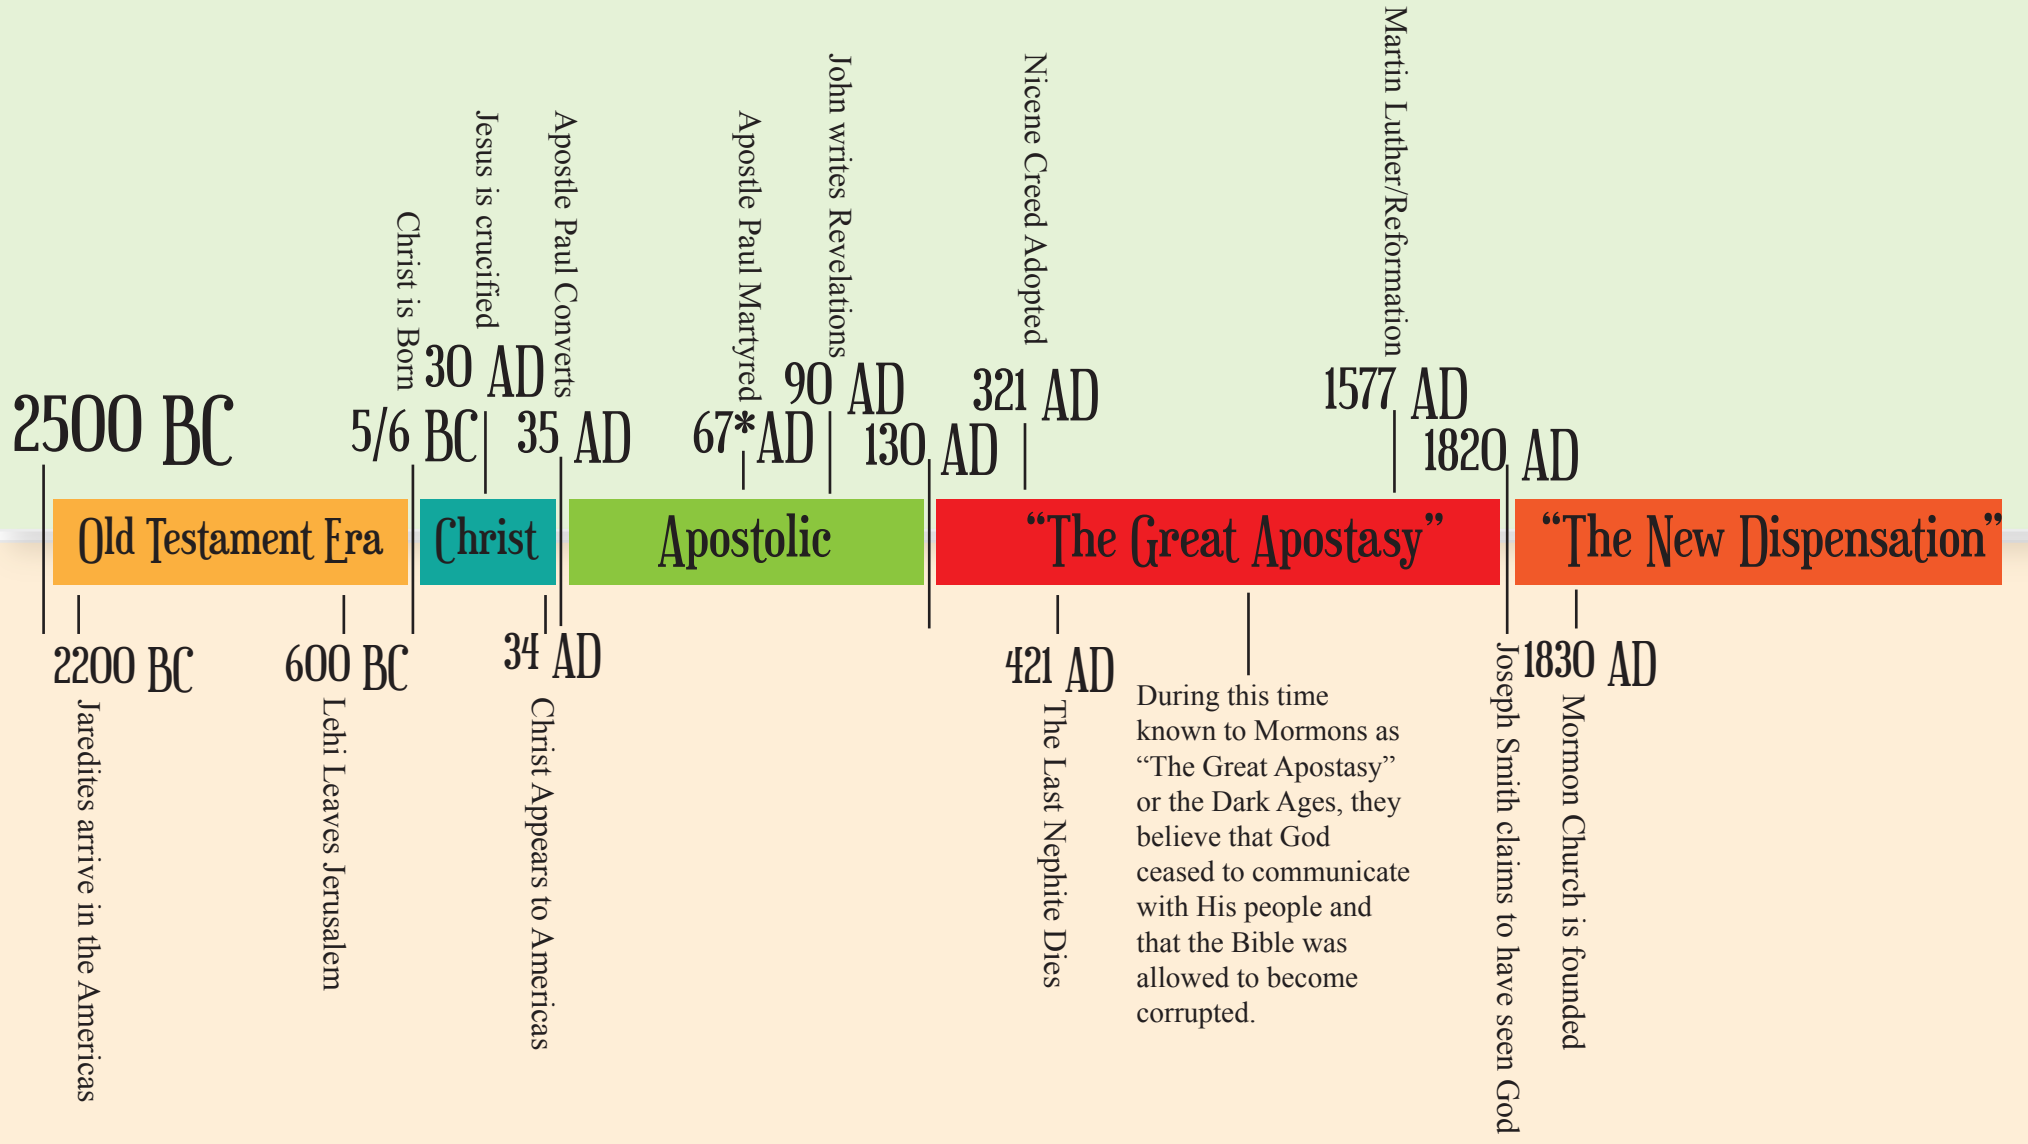 2500 BC
Christ is Born
5/6 BC
Jesus is crucified
30 AD
Apostle Paul Converts
35 AD
Apostle Paul Martyred
67*AD
John writes Revelations
90 AD
130 AD
Nicene Creed Adopted
321 AD
Martin Luther/Reformation
1577 AD
1820 AD
Old Testament Era
Christ
Apostolic
“The Great Apostasy”
“The New Dispensation”
2200 BC
Jaredites arrive in the Americas
600 BC
Lehi Leaves Jerusalem
34 AD
Christ Appears to Americas
421 AD
The Last Nephite Dies
During this time
known to Mormons as
“The Great Apostasy”
or the Dark Ages, they
believe that God
ceased to communicate
with His people and
that the Bible was
allowed to become
corrupted.
Joseph Smith claims to have seen God
1830 AD
Mormon Church is founded